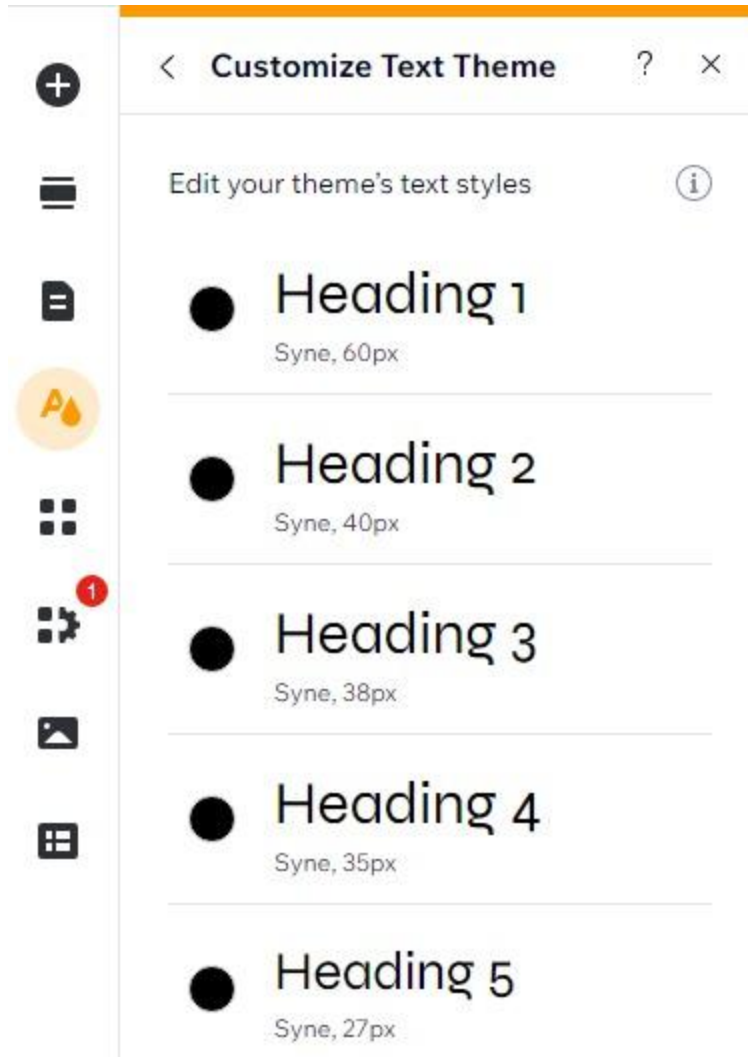 Customize Text Theme ?
Edit your theme's text styles
i
Heading 1
Syne, 60px
Heading 2
Syne, 40px
1
Heading 3
Syne, 38px
Heading 4
Syne, 35px
Heading 5
Syne, 27px